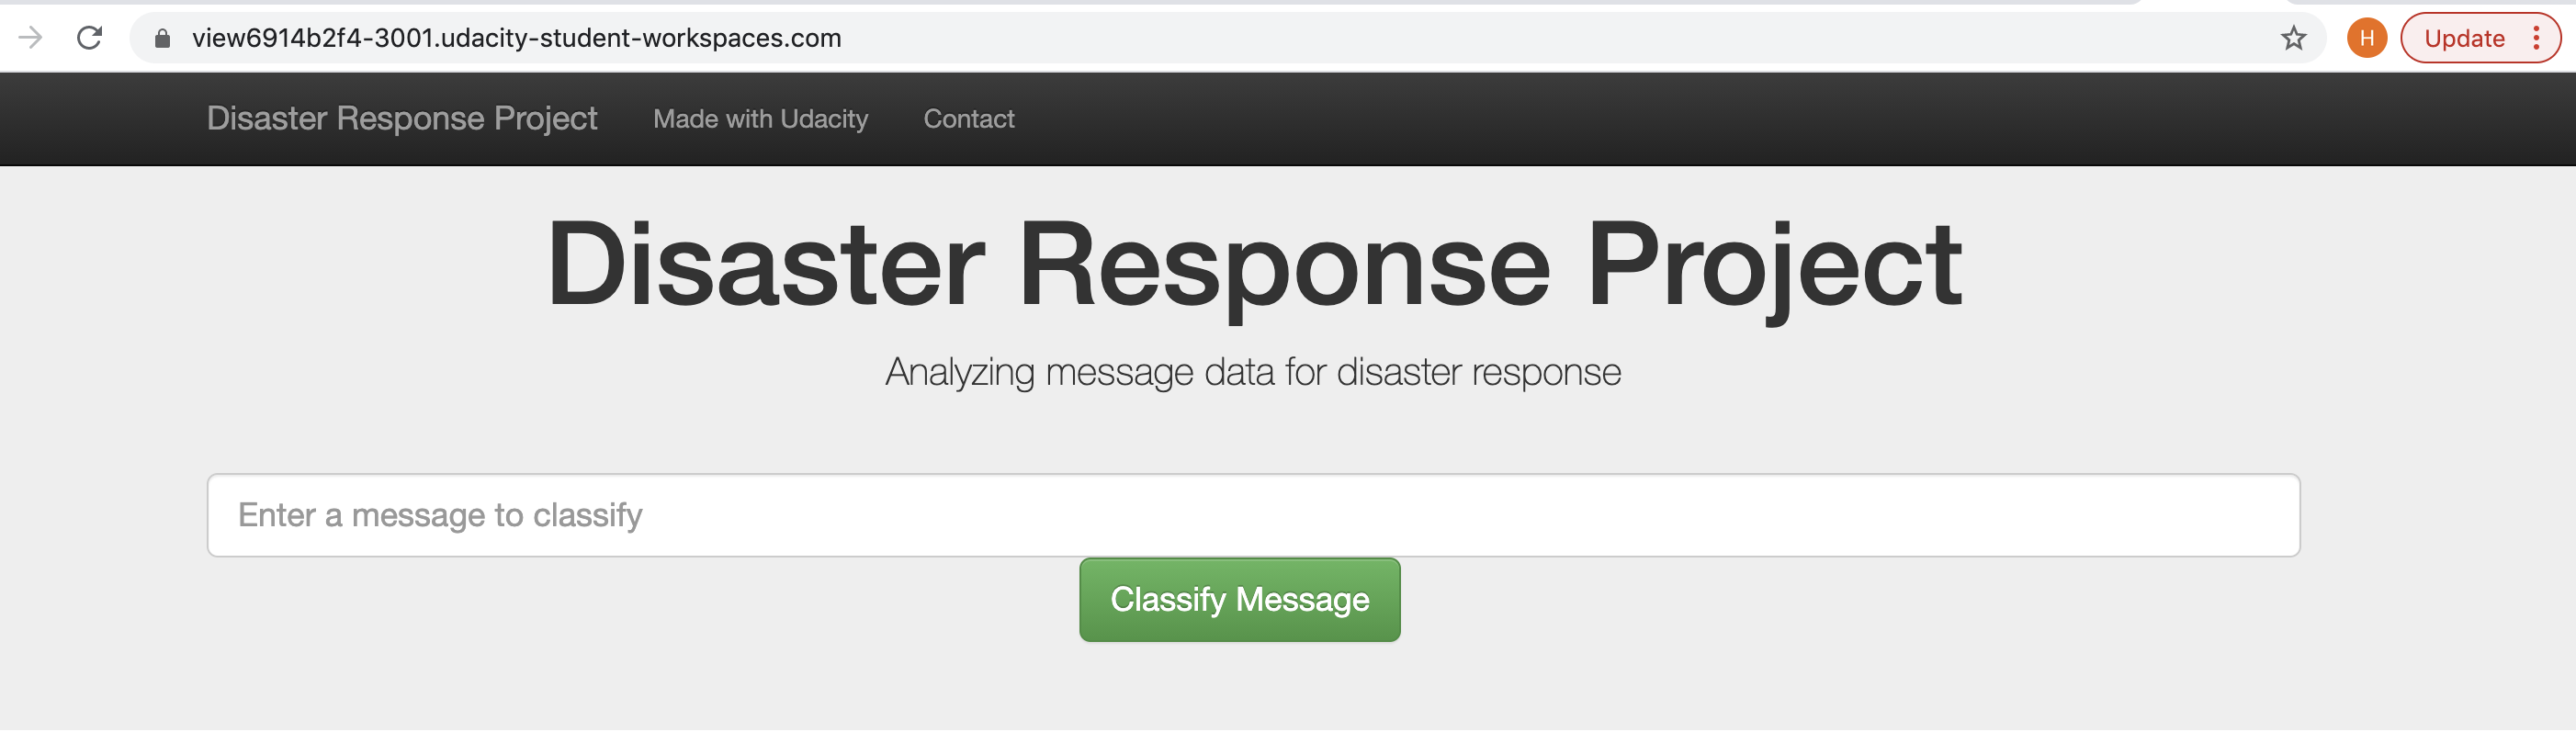 view6914b2f4-3001.udacity-student-workspaces.com H Update
Disaster Response Project Made with Udacity Contact
Disaster Response Project
Analyzing message data for disaster response
Enter a message to classify
Classify Message